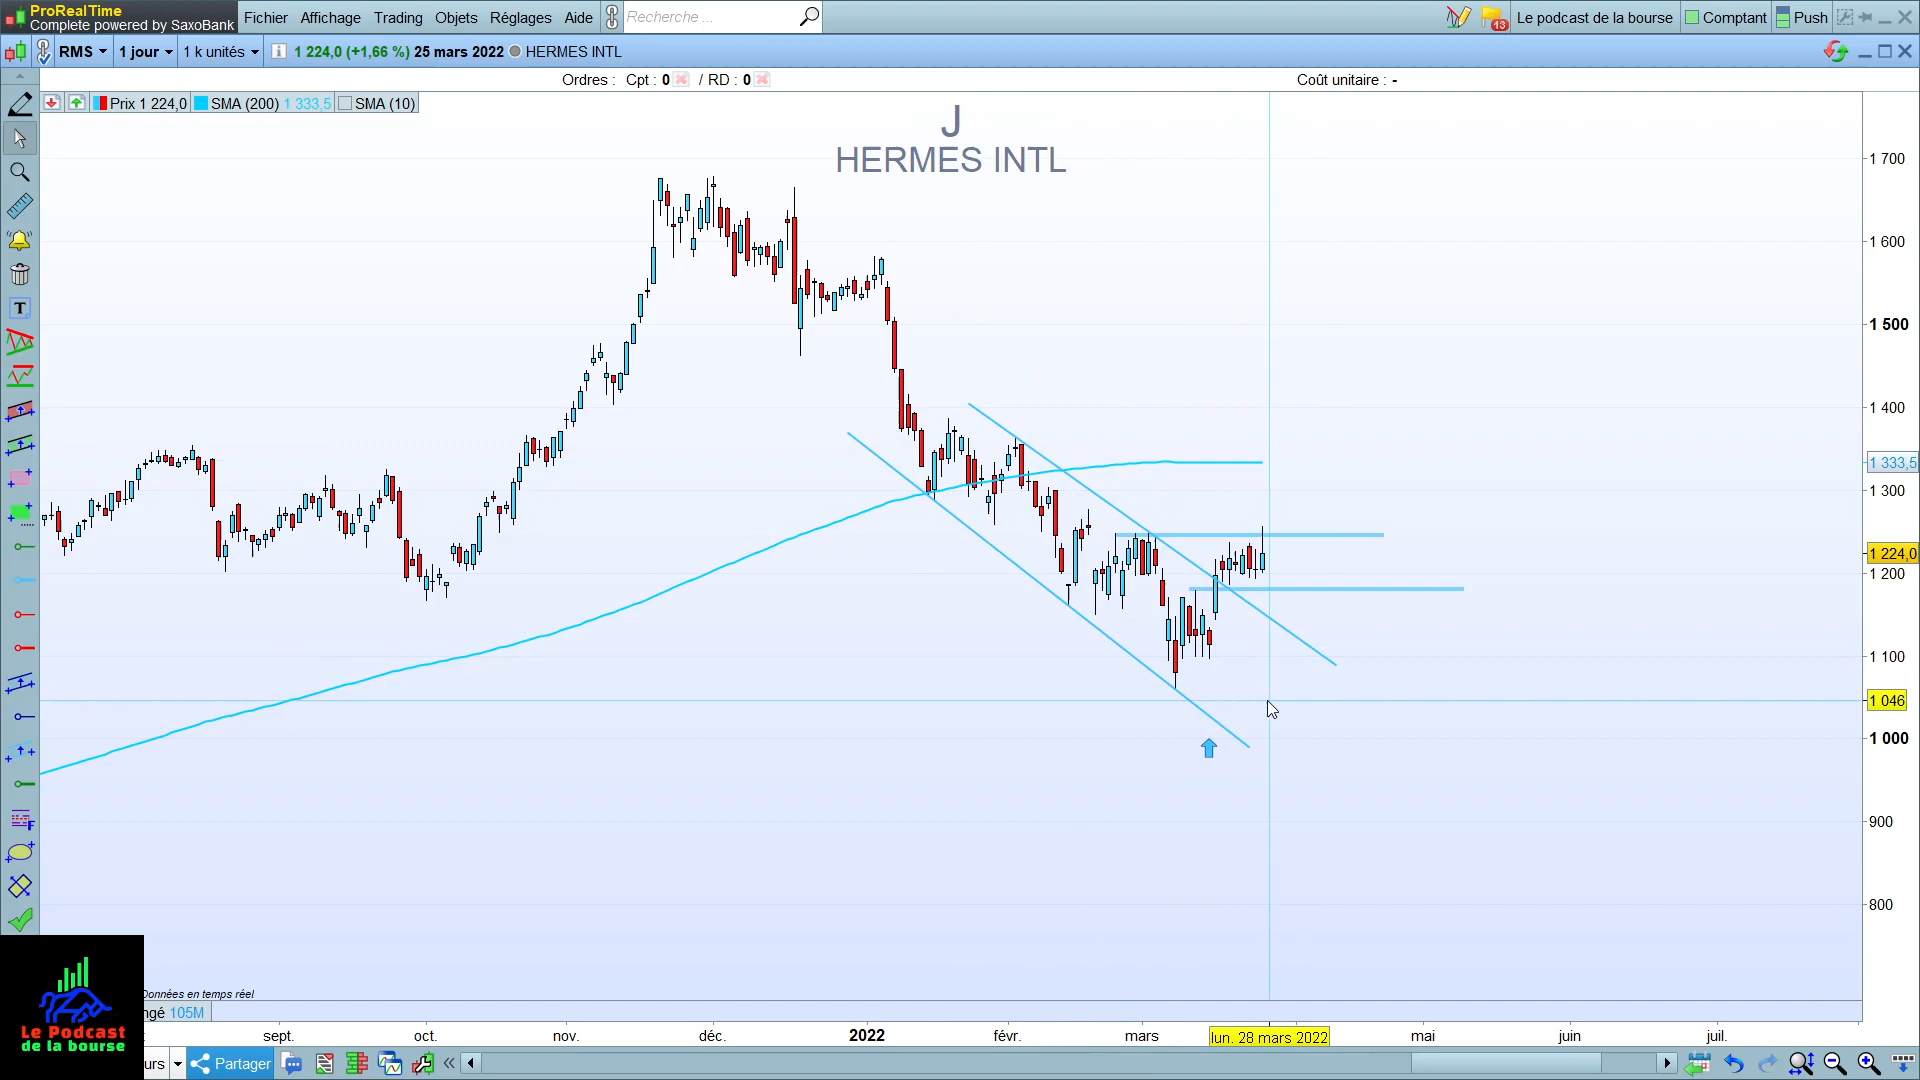 ProRealTime
Complete powered by SaxoBank
Fichier Affichage Trading Objets Réglages Aide
Recherche ...
13
Le podcast de la bourse
Comptant
Push
RMS
1 jour
1 k unités
1 224,0 (+1,66 %) 25 mars 2022 HERMES INTL
Ordres : Cpt : 0 / RD : 0
Coût unitaire : -
Prix 1 224,0 SMA (200) 1 333,5 SMA (10)
J
HERMES INTL
1 700
1 600
1 500
1 400
1 333,5
1 300
1 224,0
1 200
1 100
1 046
1 000
900
800
T
F
Données en temps réel
ngé 105M
Le Podcast
de la bourse
sept. oct. nov. déc. 2022 févr. mars lun. 28 mars 2022 mai juin juil.
urs
Partager